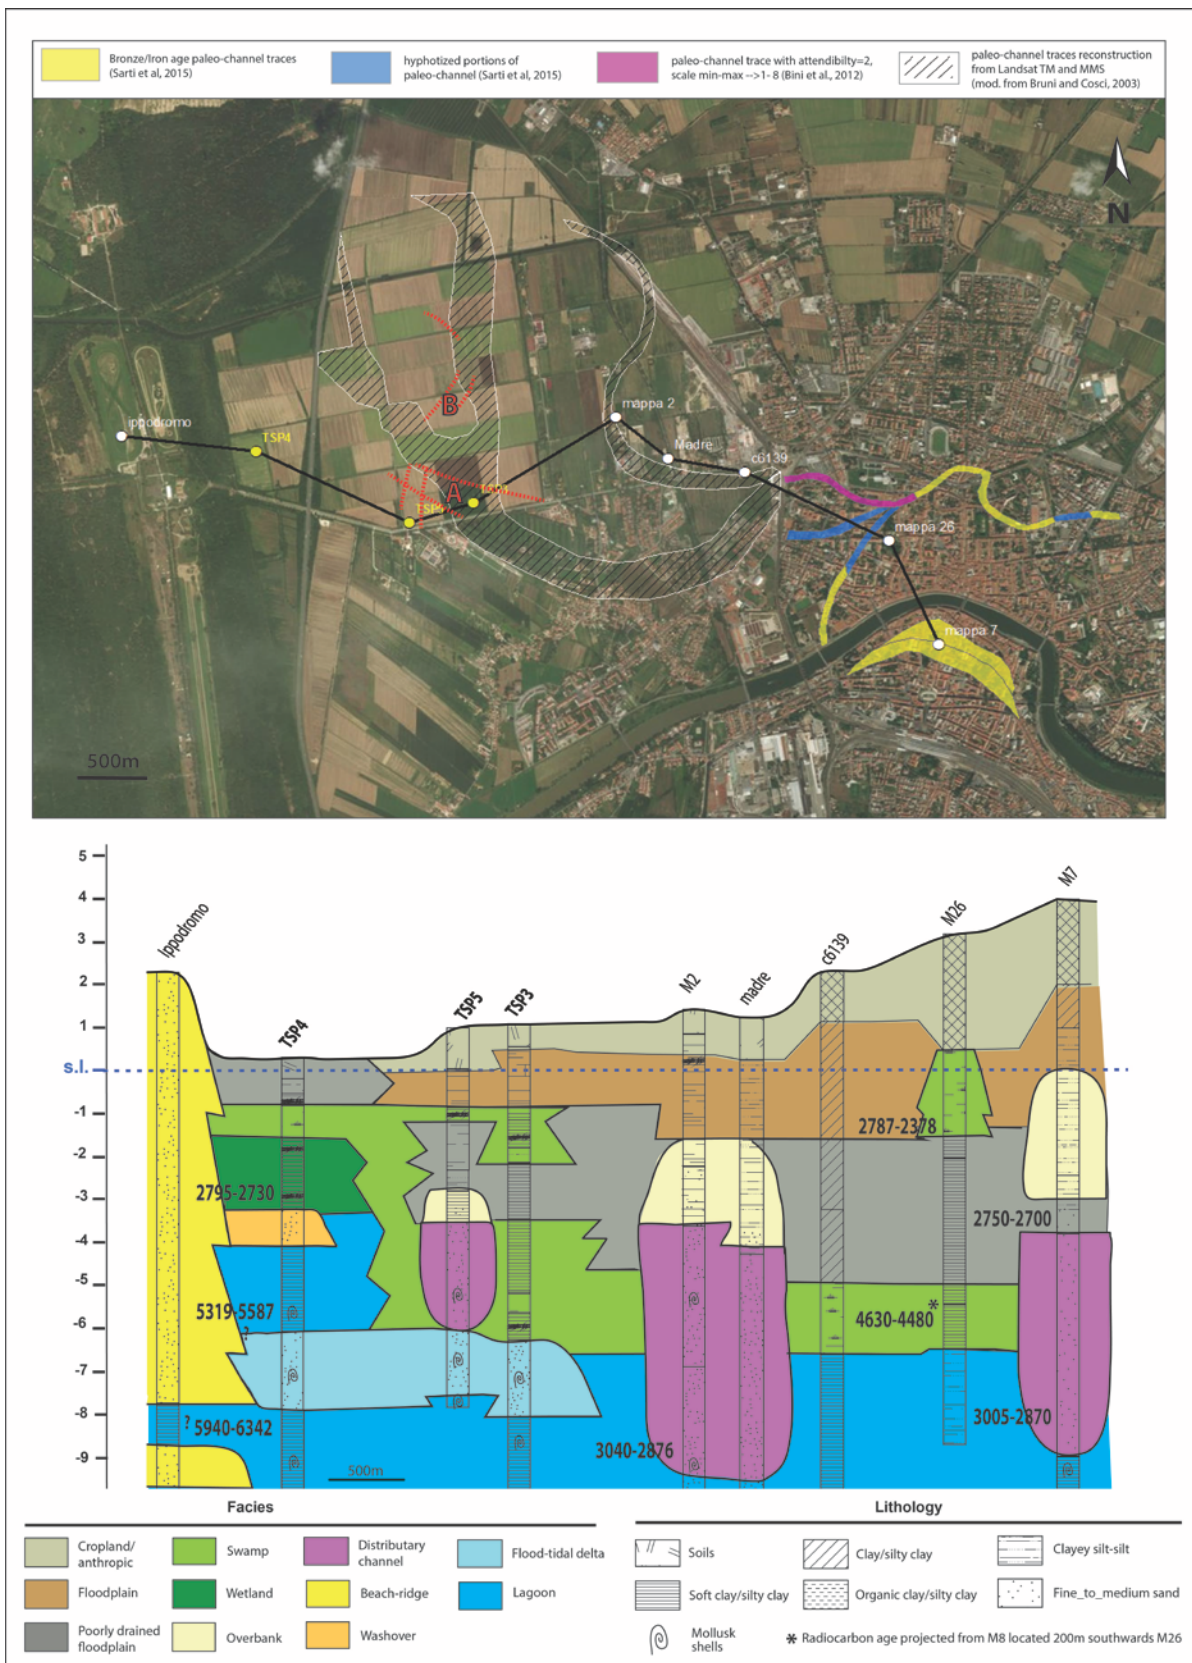 Bronze/Iron age paleo-channel traces
(Sarti et al, 2015)
hyphotized portions of
paleo-channel (Sarti et al, 2015)
paleo-channel trace with attendibilty=2,
scale min-max -->1- 8 (Bini et al., 2012)
paleo-channel traces reconstruction
from Landsat TM and MMS
(mod. from Bruni and Cosci, 2003)
N
ippodromo
TSP4
B
A
mappa 2
Madre
c6139
mappa 26
mappa 7
500m
5
4
3
2
1
s.l.
-1
-2
-3
-4
-5
-6
-7
-8
-9
Ippodromo
TSP4
TSP5
TSP3
M2
madre
c6139
M26
M7
2787-2378
2795-2730
2750-2700
5319-5587
?
4630-4480
*
? 5940-6342
3040-2876
3005-2870
500m
Facies
Cropland/
anthropic
Swamp
Distributary
channel
Flood-tidal delta
Floodplain
Wetland
Beach-ridge
Lagoon
Poorly drained
floodplain
Overbank
Washover
Lithology
Soils
Clay/silty clay
Clayey silt-silt
Soft clay/silty clay
Organic clay/silty clay
Fine_to_medium sand
Mollusk
shells
* Radiocarbon age projected from M8 located 200m southwards M26